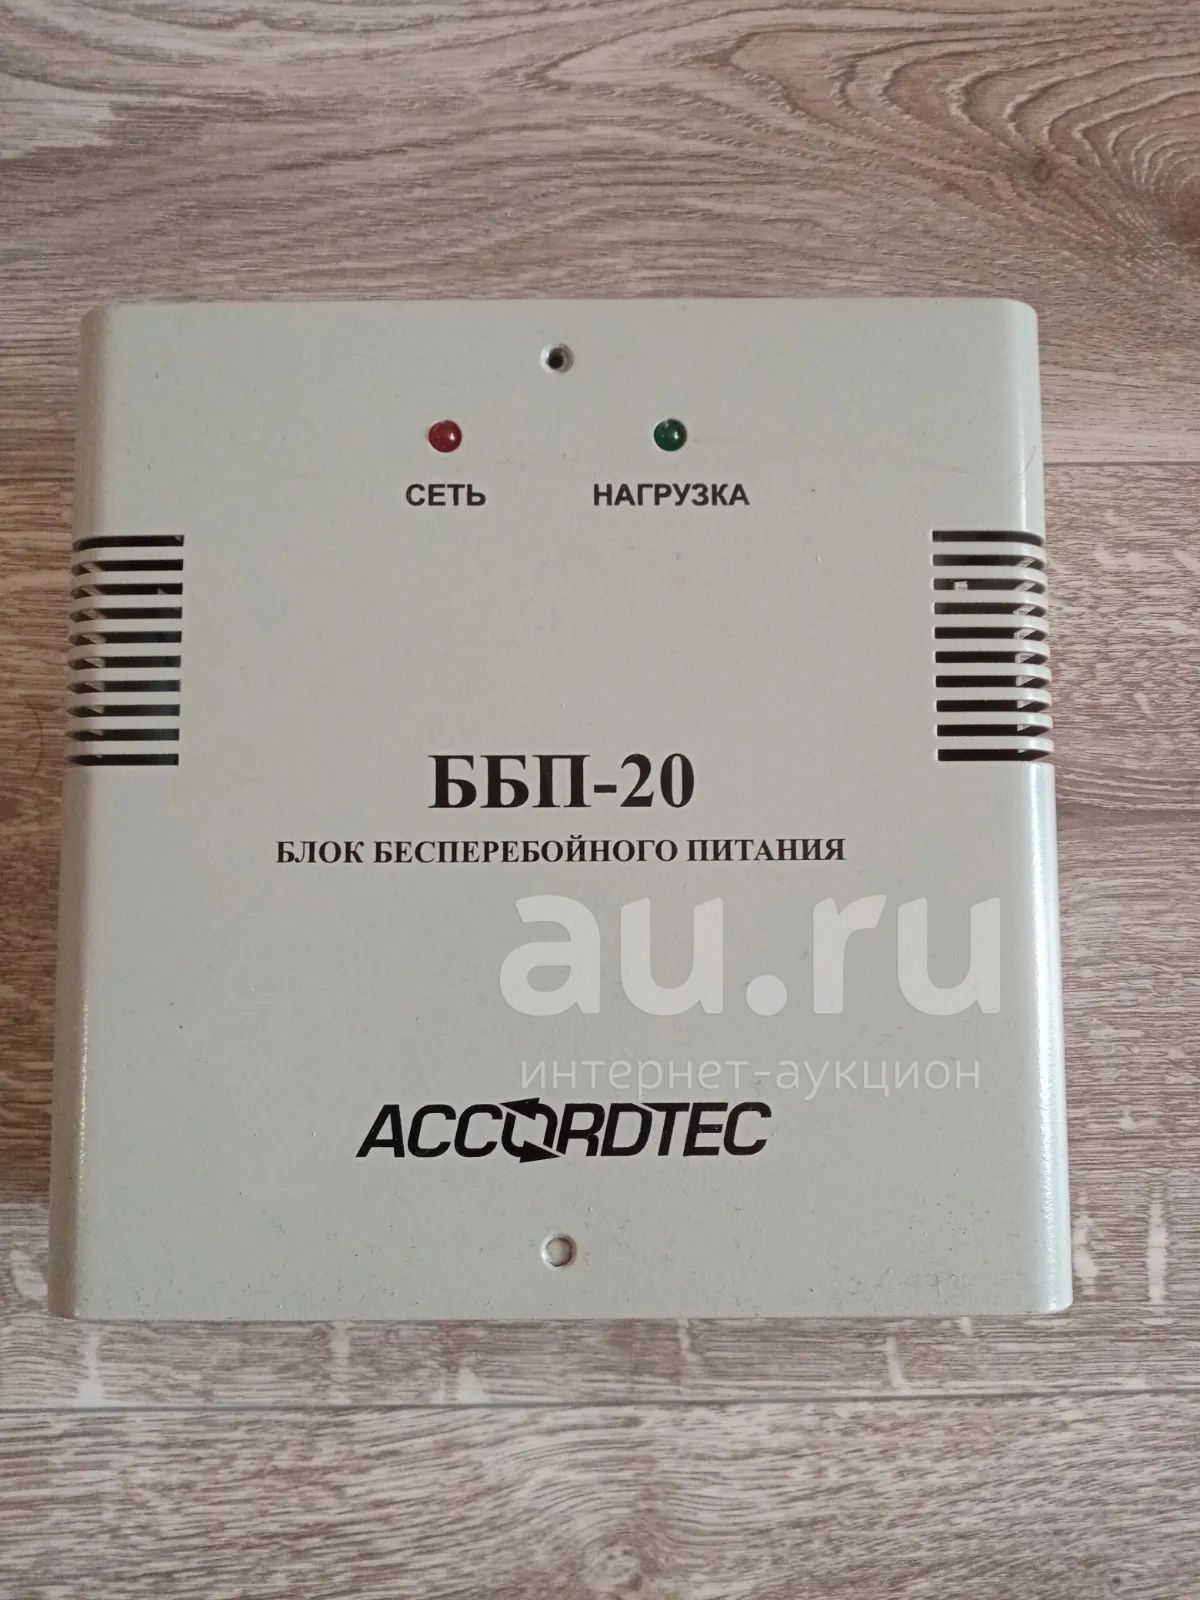 СЕТЬ НАГРУЗКА
ББП-20
БЛОК БЕСПЕРЕБОЙНОГО ПИТАНИЯ
au.ru
интернет-аукцион
ACCORDTEC